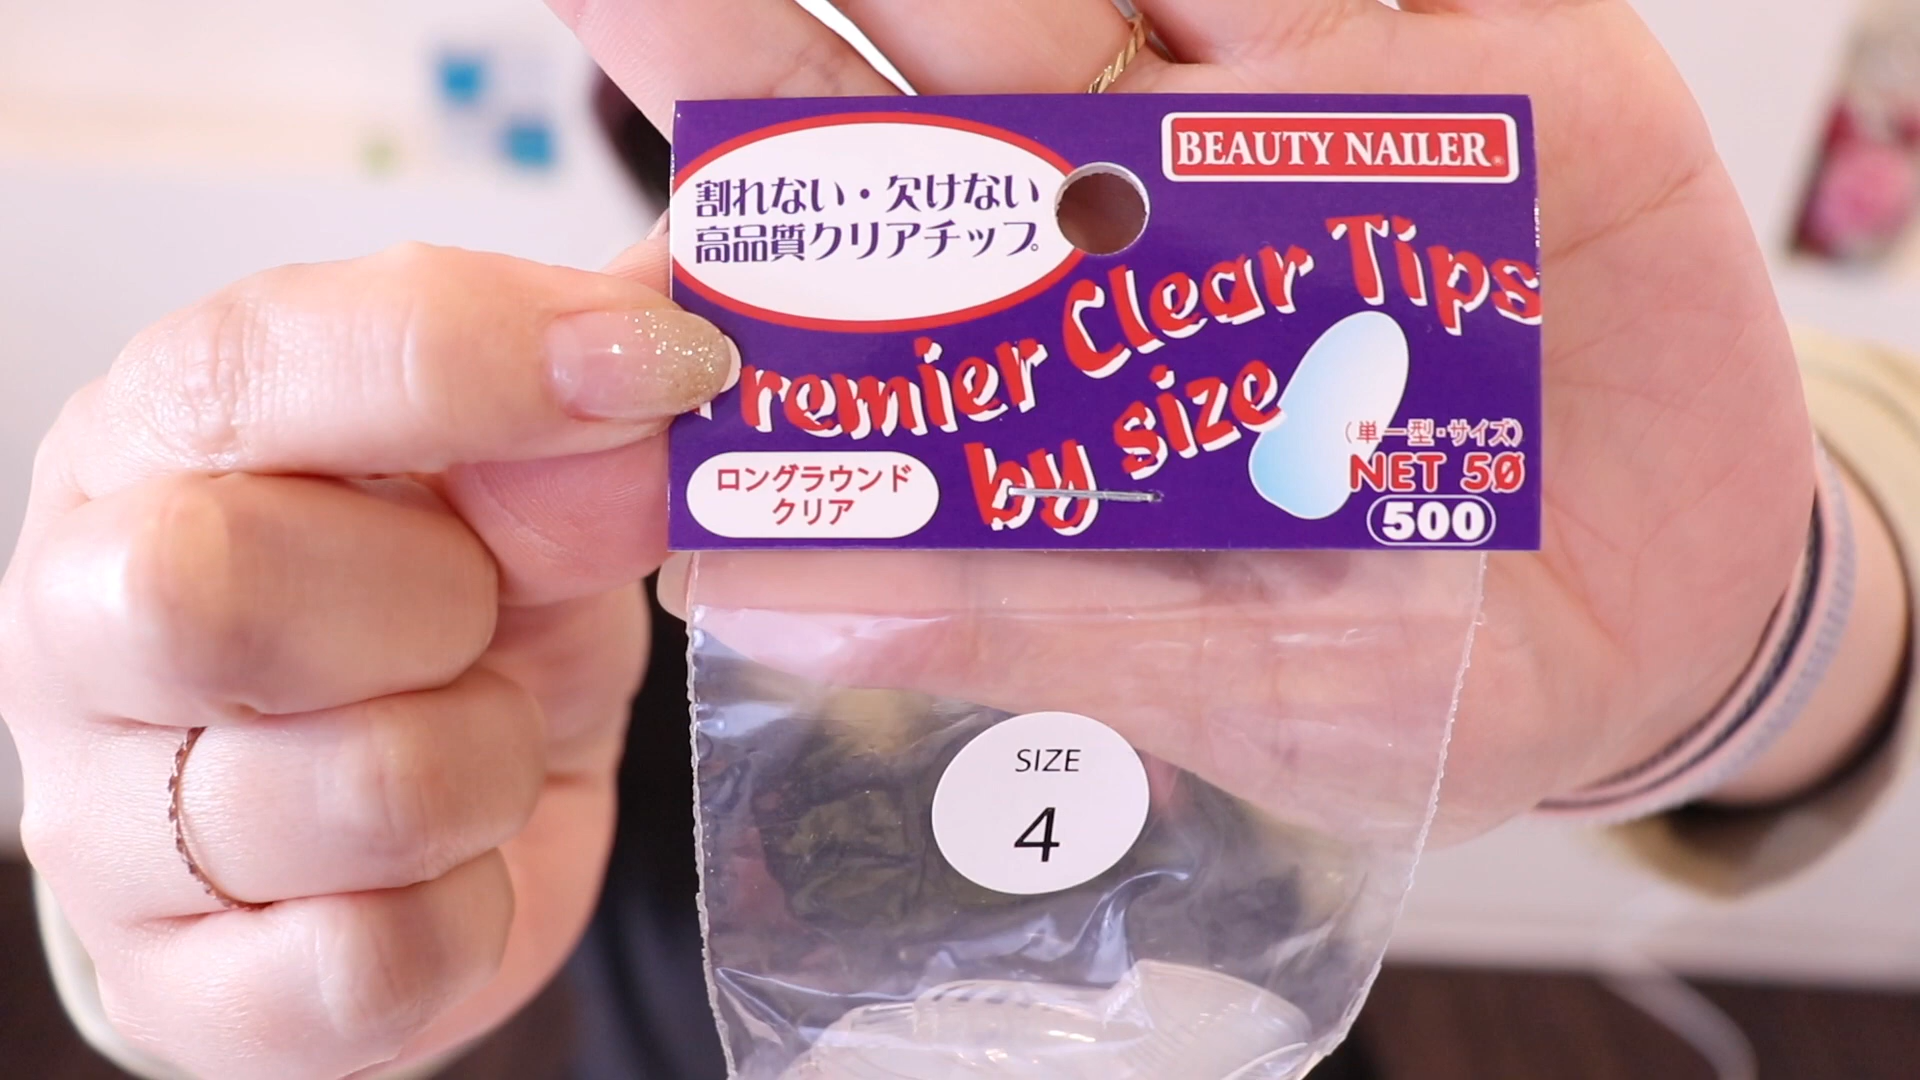 割れない・欠けない
高品質クリアチップ。
BEAUTY NAILER®
Premier Clear Tips
by size
ロングラウンド
クリア
(単一型・サイズ)
NET 50
500
SIZE
4